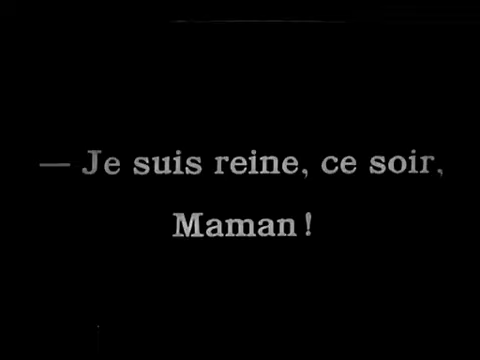 — Je suis reine, ce soir,
Maman !